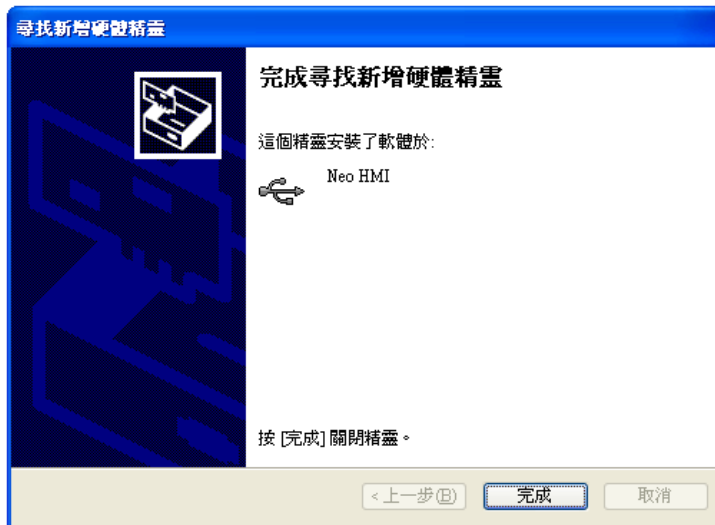 尋找新增硬體精靈
完成尋找新增硬體精靈
這個精靈安裝了軟體於:
Neo HMI
按 [完成] 關閉精靈。
<上一步(B)
完成
取消